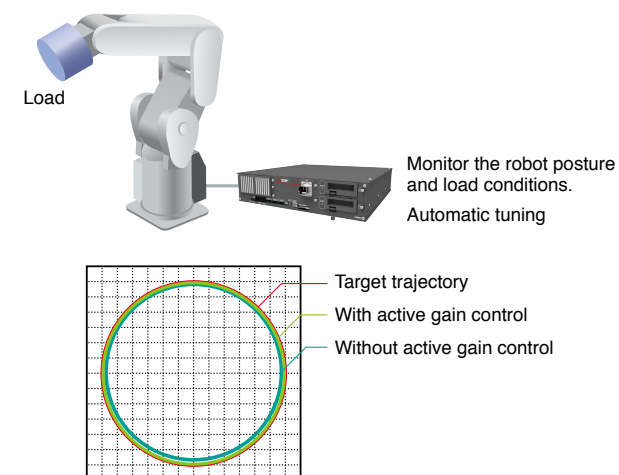 Load
Monitor the robot posture
and load conditions.
Automatic tuning
Target trajectory
With active gain control
Without active gain control